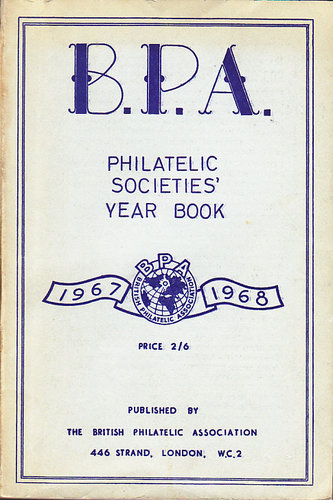 B.P.A.
PHILATELIC
SOCIETIES'
YEAR BOOK
BPA
1967 BRITISH PHILATELIC ASSOCIATION 1968
PRICE 2/6
PUBLISHED BY
THE BRITISH PHILATELIC ASSOCIATION
446 STRAND, LONDON, W.C.2